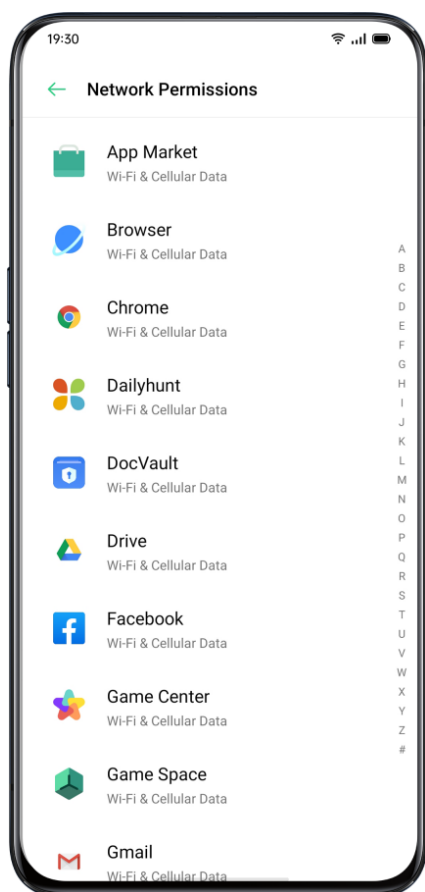 19:30
Network Permissions
App Market
Wi-Fi & Cellular Data
Browser
Wi-Fi & Cellular Data
Chrome
Wi-Fi & Cellular Data
Dailyhunt
Wi-Fi & Cellular Data
DocVault
Wi-Fi & Cellular Data
Drive
Wi-Fi & Cellular Data
Facebook
Wi-Fi & Cellular Data
Game Center
Wi-Fi & Cellular Data
Game Space
Wi-Fi & Cellular Data
Gmail
Wi-Fi & Cellular Data
A
B
C
D
E
F
G
H
I
J
K
L
M
N
O
P
Q
R
S
T
U
V
W
X
Y
Z
#